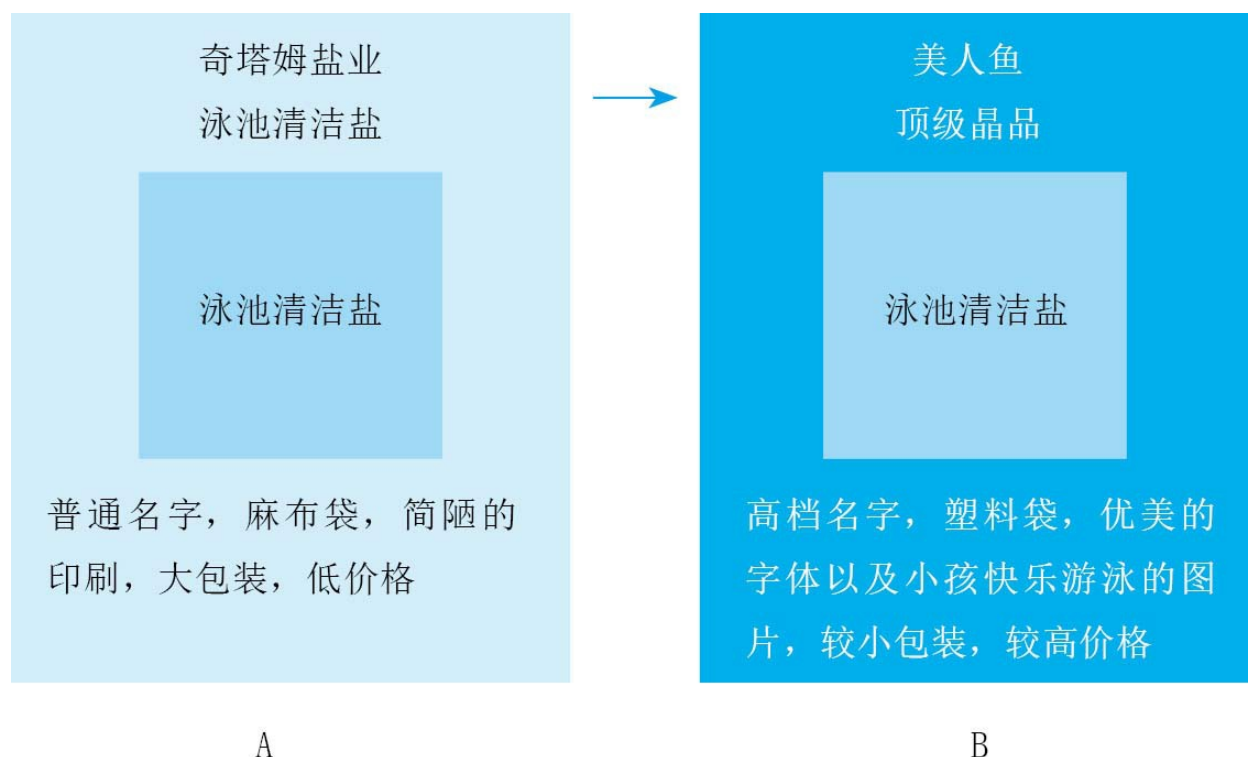 奇塔姆盐业
泳池清洁盐
泳池清洁盐
普通名字，麻布袋，简陋的
印刷，大包装，低价格
A
美人鱼
顶级晶品
泳池清洁盐
高档名字，塑料袋，优美的
字体以及小孩快乐游泳的图
片，较小包装，较高价格
B